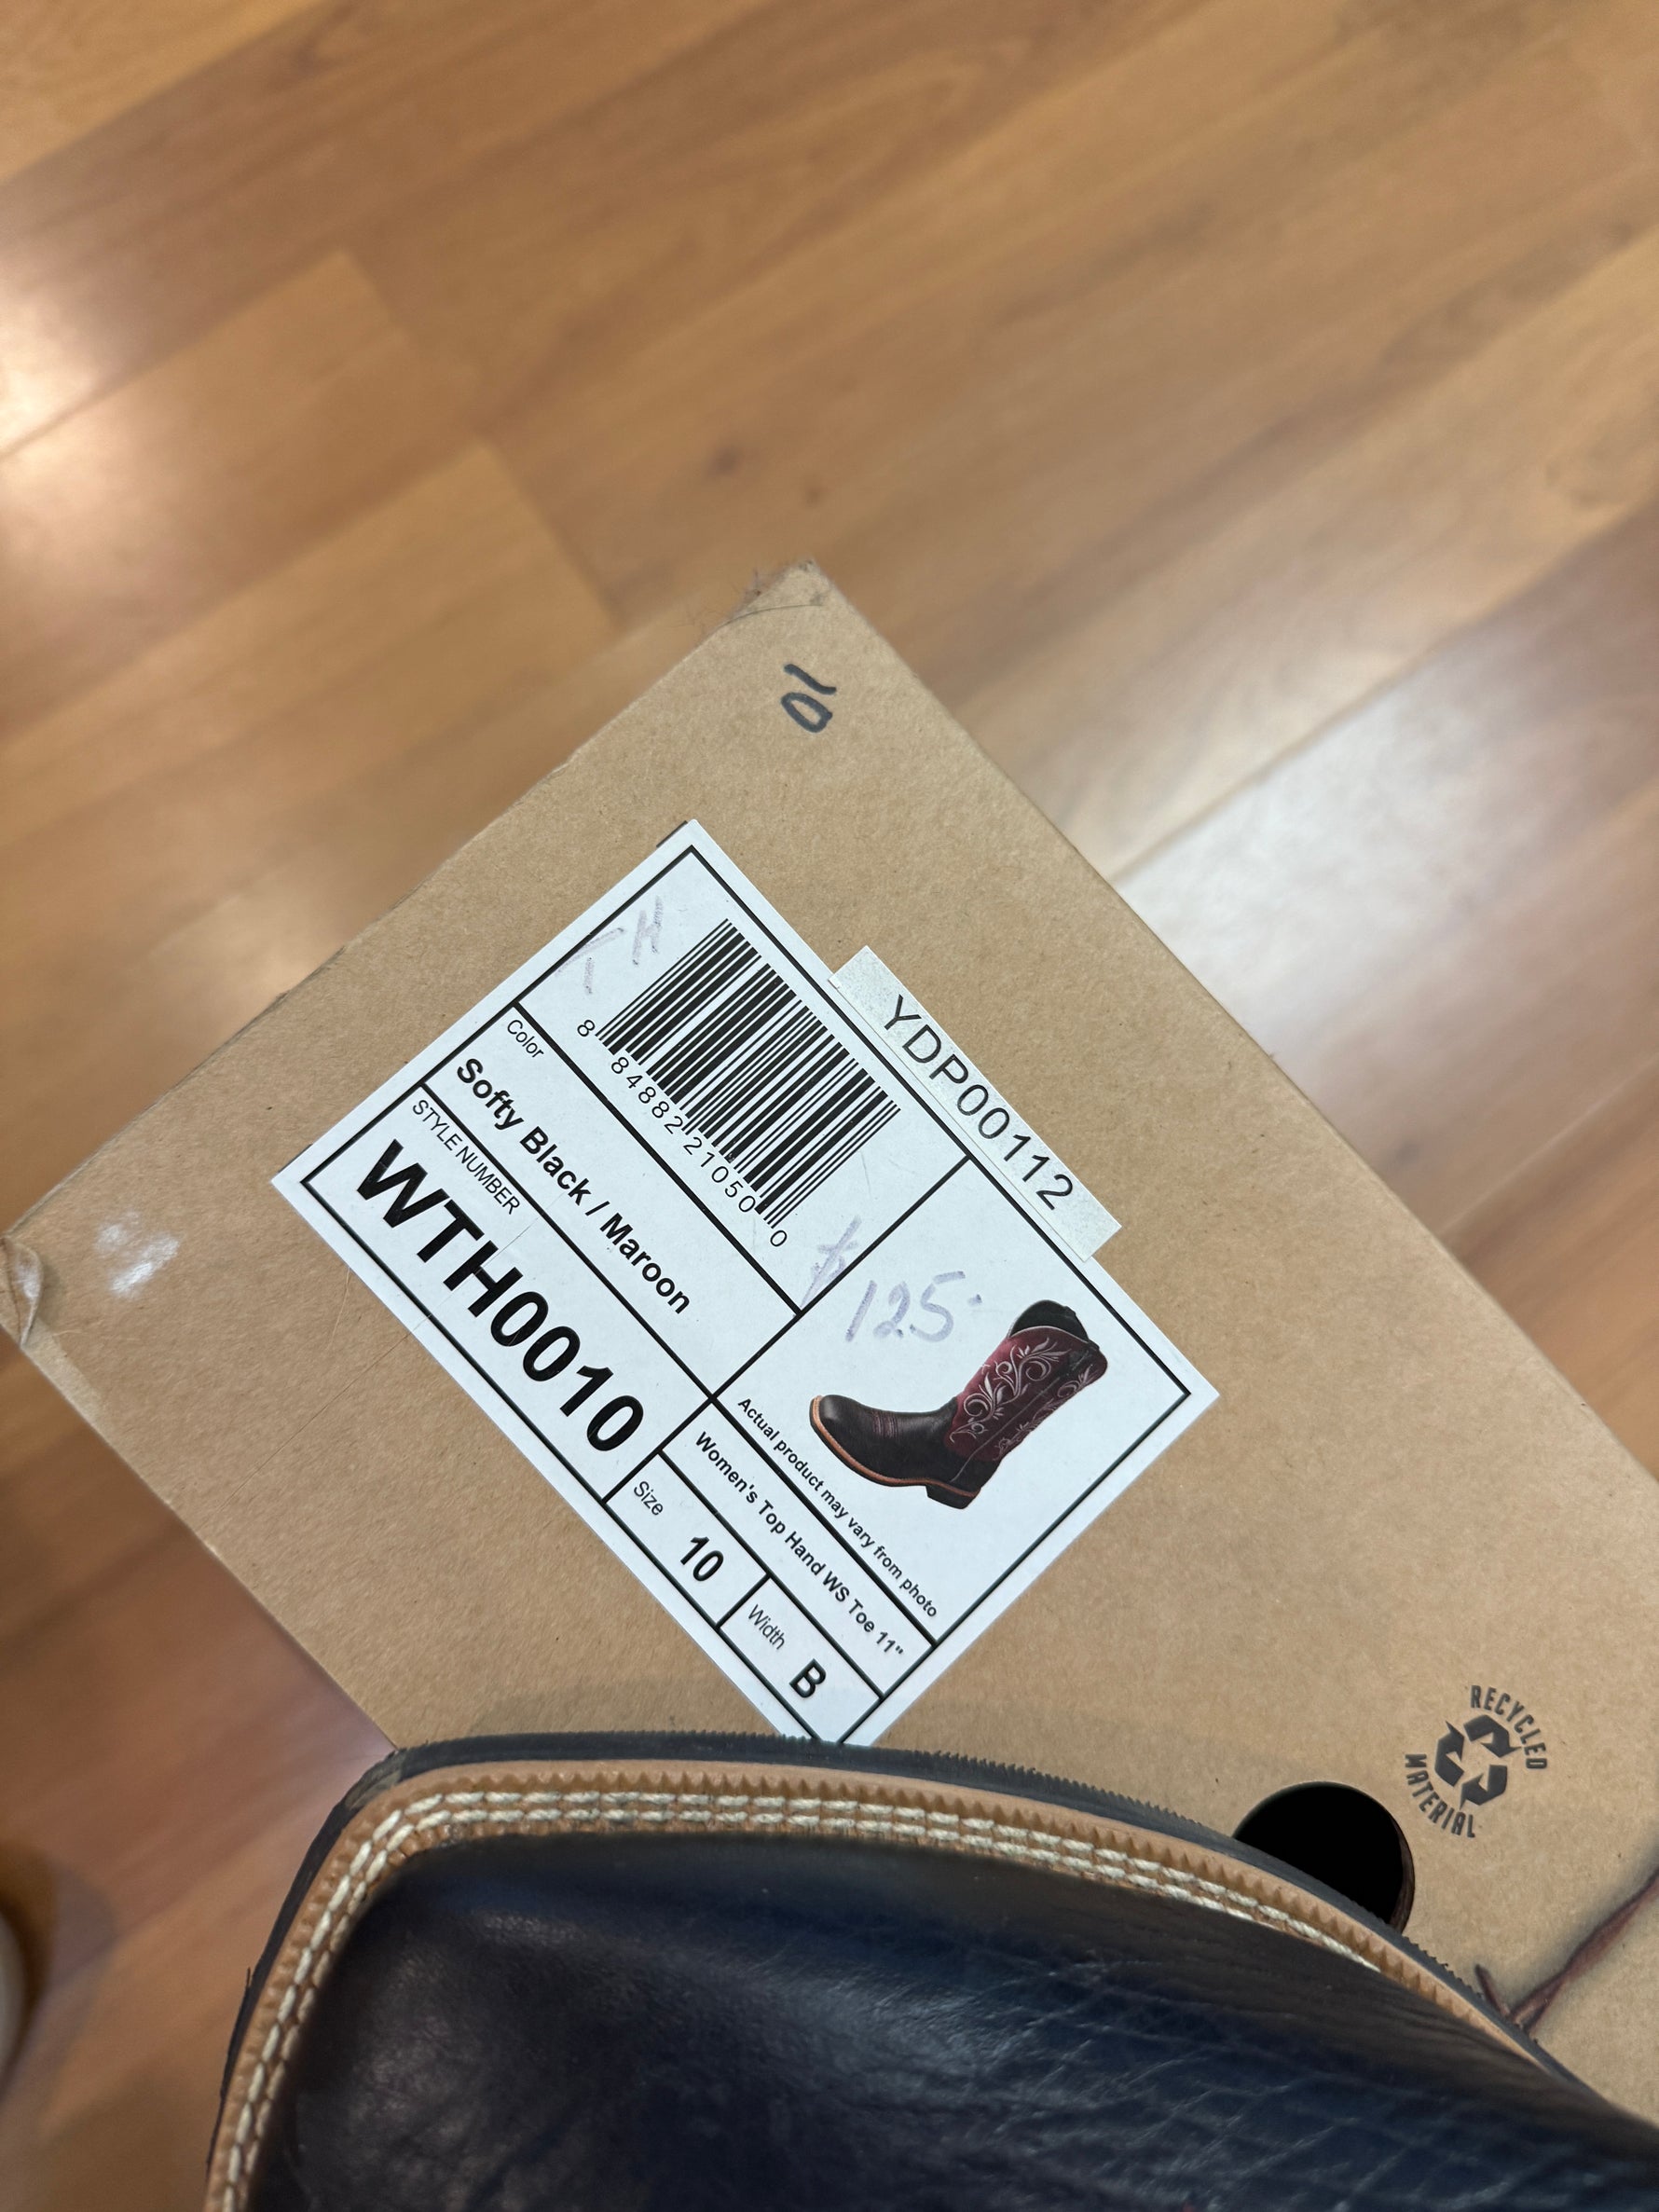 10
YDP00112
TH
8 84882 21050 0
$125.
Color
Softy Black / Maroon
STYLE NUMBER
WTH0010
Actual product may vary from photo
Women's Top Hand WS Toe 11"
Size
10
Width
B
RECYCLED
MATERIAL